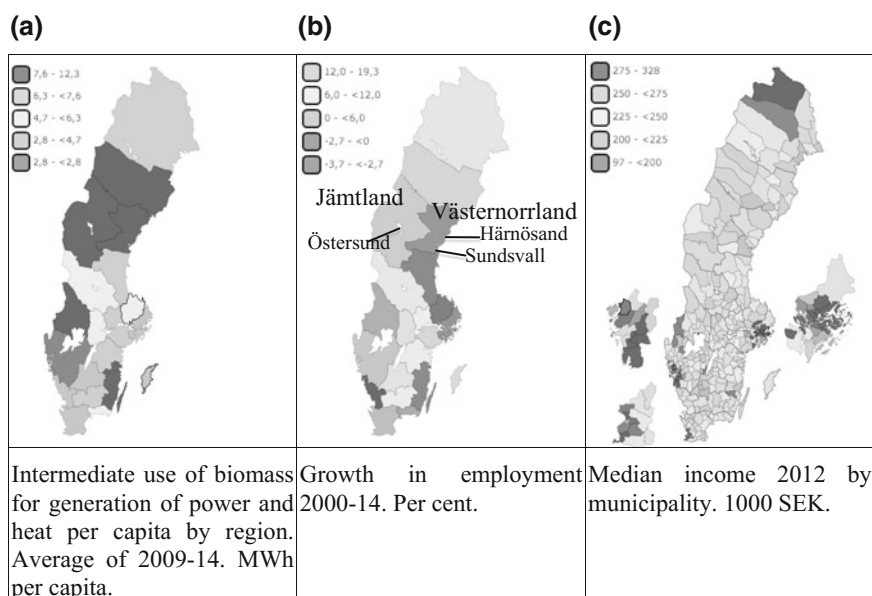 (a)
(b)
(c)
7,6 - 12,3
6,3 - <7,6
4,7 - <6,3
2,8 - <4,7
2,8 - <2,8
12,0 - 19,3
6,0 - <12,0
0 - <6,0
-2,7 - <0
-3,7 - <-2,7
Jämtland
Västernorrland
Härnösand
Östersund
Sundsvall
275 - 328
250 - <275
225 - <250
200 - <225
97 - <200
Intermediate use of biomass
for generation of power and
heat per capita by region.
Average of 2009-14. MWh
per capita.
Growth in employment
2000-14. Per cent.
Median income 2012 by
municipality. 1000 SEK.